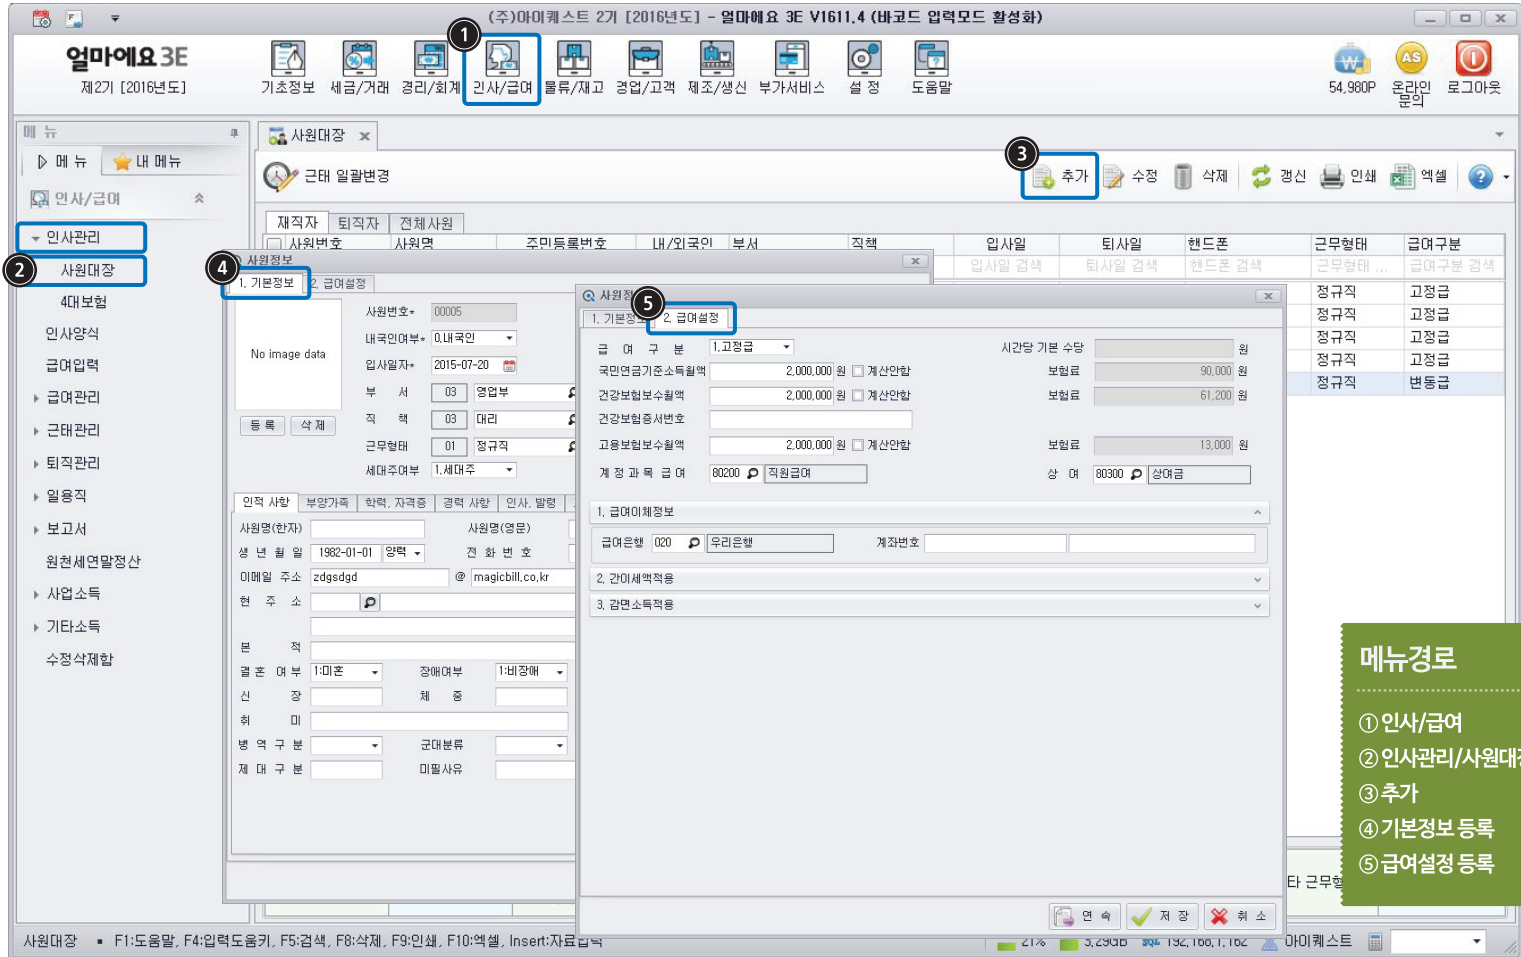 (주)아이퀘스트 2기 [2016년도] - 얼마에요 3E V1611.4 (바코드 입력모드 활성화)
얼마에요 3E
제2기 [2016년도]
1
기초정보 세금/거래 경리/회계 인사/급여 물류/재고 영업/고객 제조/생산 부가서비스 설 정 도움말
54,980P
AS
온라인
문의
로그아웃
메 뉴
메 뉴 내 메뉴
인사/급여
인사관리
2
사원대장
4대보험
인사양식
급여입력
급여관리
근태관리
퇴직관리
일용직
보고서
원천세연말정산
사업소득
기타소득
수정삭제함
사원대장
근태 일괄변경
3
추가 수정 삭제 갱신 인쇄 엑셀
재직자 퇴직자 전체사원
사원번호 사원명 주민등록번호 내/외국인 부서 직책 입사일 퇴사일 핸드폰 근무형태 급여구분
입사일 검색 퇴사일 검색 핸드폰 검색 근무형태 ... 급여구분 검색
정규직 고정급
정규직 고정급
정규직 고정급
정규직 고정급
정규직 변동급
4
사원정보
1. 기본정보 2. 급여설정
No image data
등 록 삭 제
사원번호* 00005
내국인여부* 0.내국인
입사일자* 2015-07-20
부 서 03 영업부
직 책 03 대리
근무형태 01 정규직
세대주여부 1.세대주
인적 사항 부양가족 학력, 자격증 경력 사항 인사, 발령
사원명(한자) 사원명(영문)
생 년 월 일 1982-01-01 양력 전 화 번 호
이메일 주소 zdgsdgd @ magicbill.co.kr
현 주 소
본 적
결 혼 여 부 1:미혼 장애여부 1:비장애
신 장 체 중
취 미
병 역 구 분 군대분류
제 대 구 분 미필사유
5
사원정
1. 기본정보 2. 급여설정
급 여 구 분 1.고정급 시간당 기본 수당 원
국민연금기준소득월액 2,000,000 원 계산안함 보험료 90,000 원
건강보험보수월액 2,000,000 원 계산안함 보험료 61,200 원
건강보험증서번호
고용보험보수월액 2,000,000 원 계산안함 보험료 13,000 원
계 정 과 목 급 여 80200 직원급여 상 여 80300 상여금
1. 급여이체정보
급여은행 020 우리은행 계좌번호
2. 간이세액적용
3. 감면소득적용
연 속 저 장 취 소
타 근무형
메뉴경로
① 인사/급여
② 인사관리/사원대장
③ 추가
④ 기본정보 등록
⑤ 급여설정 등록
사원대장 ▪ F1:도움말, F4:입력도움키, F5:검색, F8:삭제, F9:인쇄, F10:엑셀, Insert:자료입력
21% 3.29GB SQL 192.168.1.162 아이퀘스트